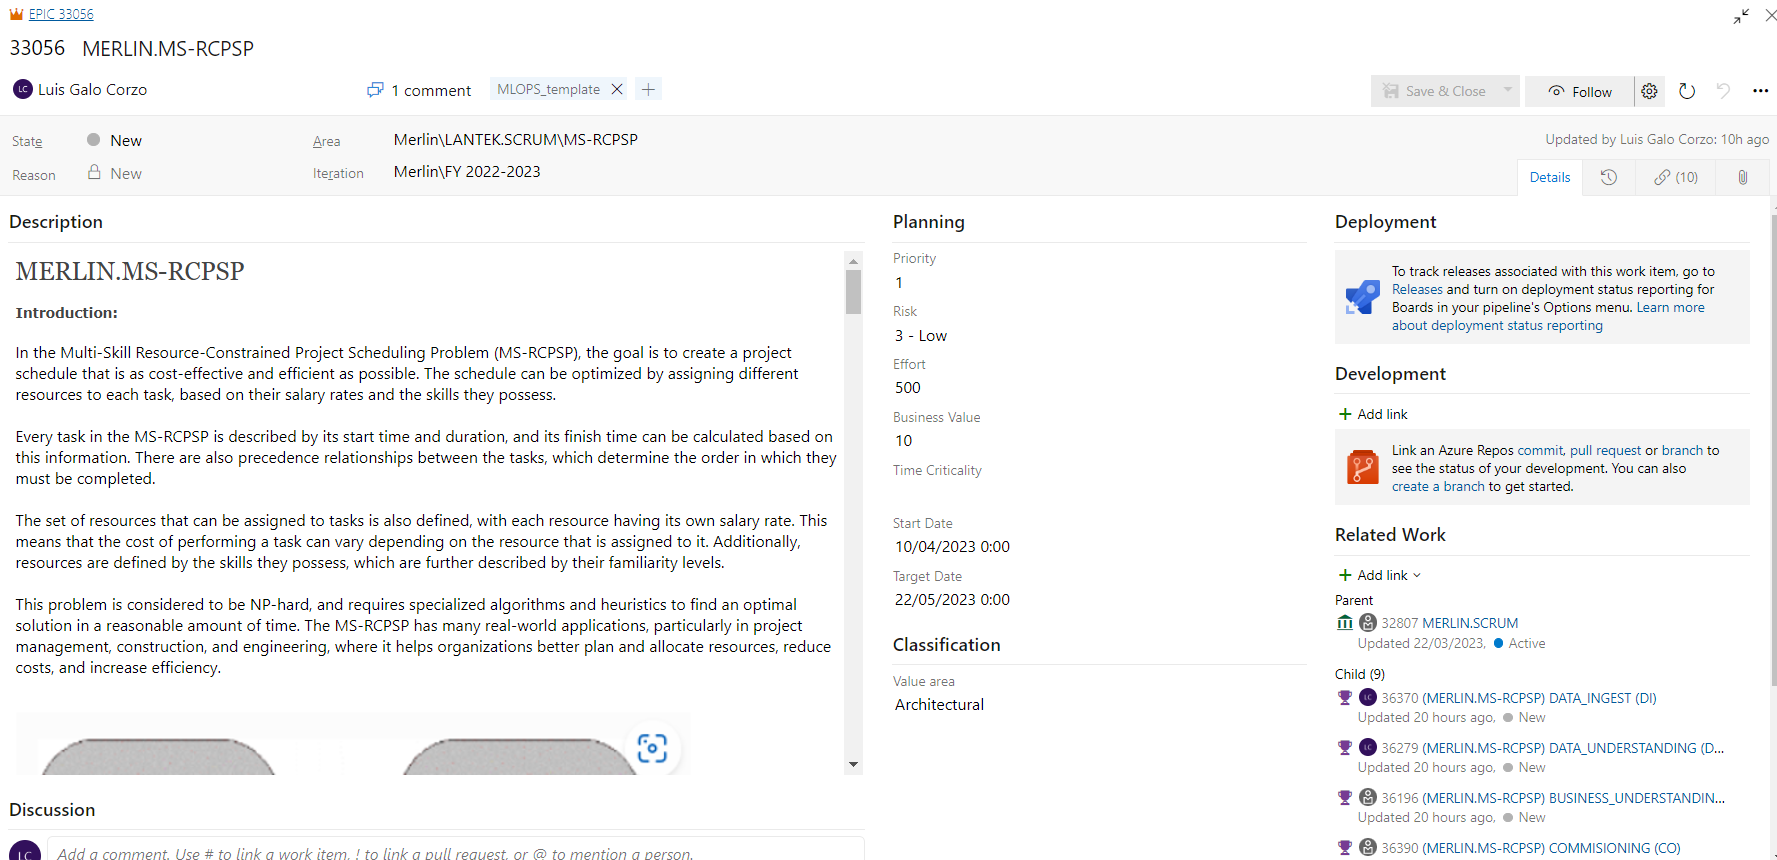 EPIC 33056
33056 MERLIN.MS-RCPSP
LC Luis Galo Corzo
1 comment
MLOPS_template
Save & Close
Follow
State
New
Area
Merlin\LANTEK.SCRUM\MS-RCPSP
Updated by Luis Galo Corzo: 10h ago
Reason
New
Iteration
Merlin\FY 2022-2023
Details
(10)
Description
MERLIN.MS-RCPSP
Introduction:
In the Multi-Skill Resource-Constrained Project Scheduling Problem (MS-RCPSP), the goal is to create a project
schedule that is as cost-effective and efficient as possible. The schedule can be optimized by assigning different
resources to each task, based on their salary rates and the skills they possess.
Every task in the MS-RCPSP is described by its start time and duration, and its finish time can be calculated based on
this information. There are also precedence relationships between the tasks, which determine the order in which they
must be completed.
The set of resources that can be assigned to tasks is also defined, with each resource having its own salary rate. This
means that the cost of performing a task can vary depending on the resource that is assigned to it. Additionally,
resources are defined by the skills they possess, which are further described by their familiarity levels.
This problem is considered to be NP-hard, and requires specialized algorithms and heuristics to find an optimal
solution in a reasonable amount of time. The MS-RCPSP has many real-world applications, particularly in project
management, construction, and engineering, where it helps organizations better plan and allocate resources, reduce
costs, and increase efficiency.
Discussion
LC
Add a comment. Use # to link a work item, ! to link a pull request, or @ to mention a person.
Planning
Priority
1
Risk
3 - Low
Effort
500
Business Value
10
Time Criticality
Start Date
10/04/2023 0:00
Target Date
22/05/2023 0:00
Classification
Value area
Architectural
Deployment
To track releases associated with this work item, go to
Releases and turn on deployment status reporting for
Boards in your pipeline's Options menu. Learn more
about deployment status reporting
Development
Add link
Link an Azure Repos commit, pull request or branch to
see the status of your development. You can also
create a branch to get started.
Related Work
Add link
Parent
32807 MERLIN.SCRUM
Updated 22/03/2023, Active
Child (9)
LC 36370 (MERLIN.MS-RCPSP) DATA_INGEST (DI)
Updated 20 hours ago, New
LC 36279 (MERLIN.MS-RCPSP) DATA_UNDERSTANDING (D...
Updated 20 hours ago, New
36196 (MERLIN.MS-RCPSP) BUSINESS_UNDERSTANDIN...
Updated 20 hours ago, New
36390 (MERLIN.MS-RCPSP) COMMISIONING (CO)